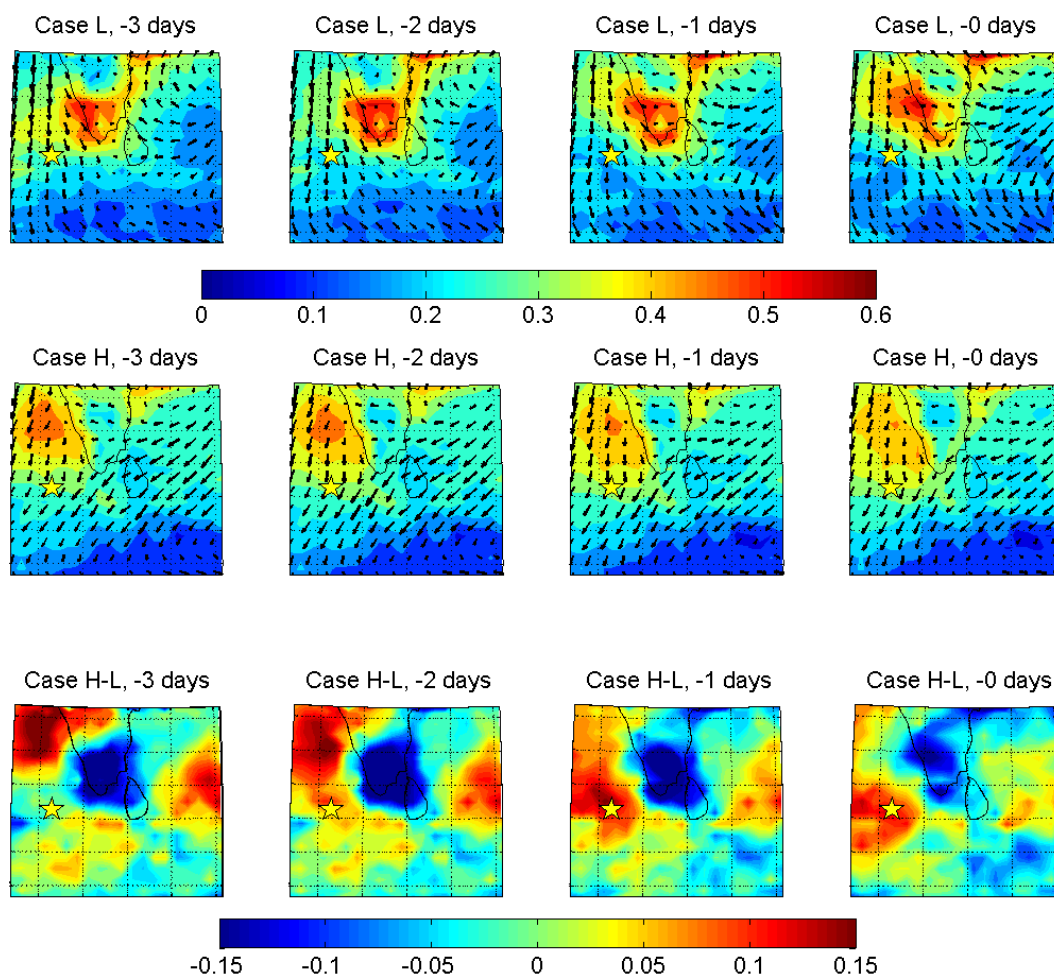 Case L, -3 days Case L, -2 days Case L, -1 days Case L, -0 days
0 0.1 0.2 0.3 0.4 0.5 0.6
Case H, -3 days Case H, -2 days Case H, -1 days Case H, -0 days
Case H-L, -3 days Case H-L, -2 days Case H-L, -1 days Case H-L, -0 days
-0.15 -0.1 -0.05 0 0.05 0.1 0.15